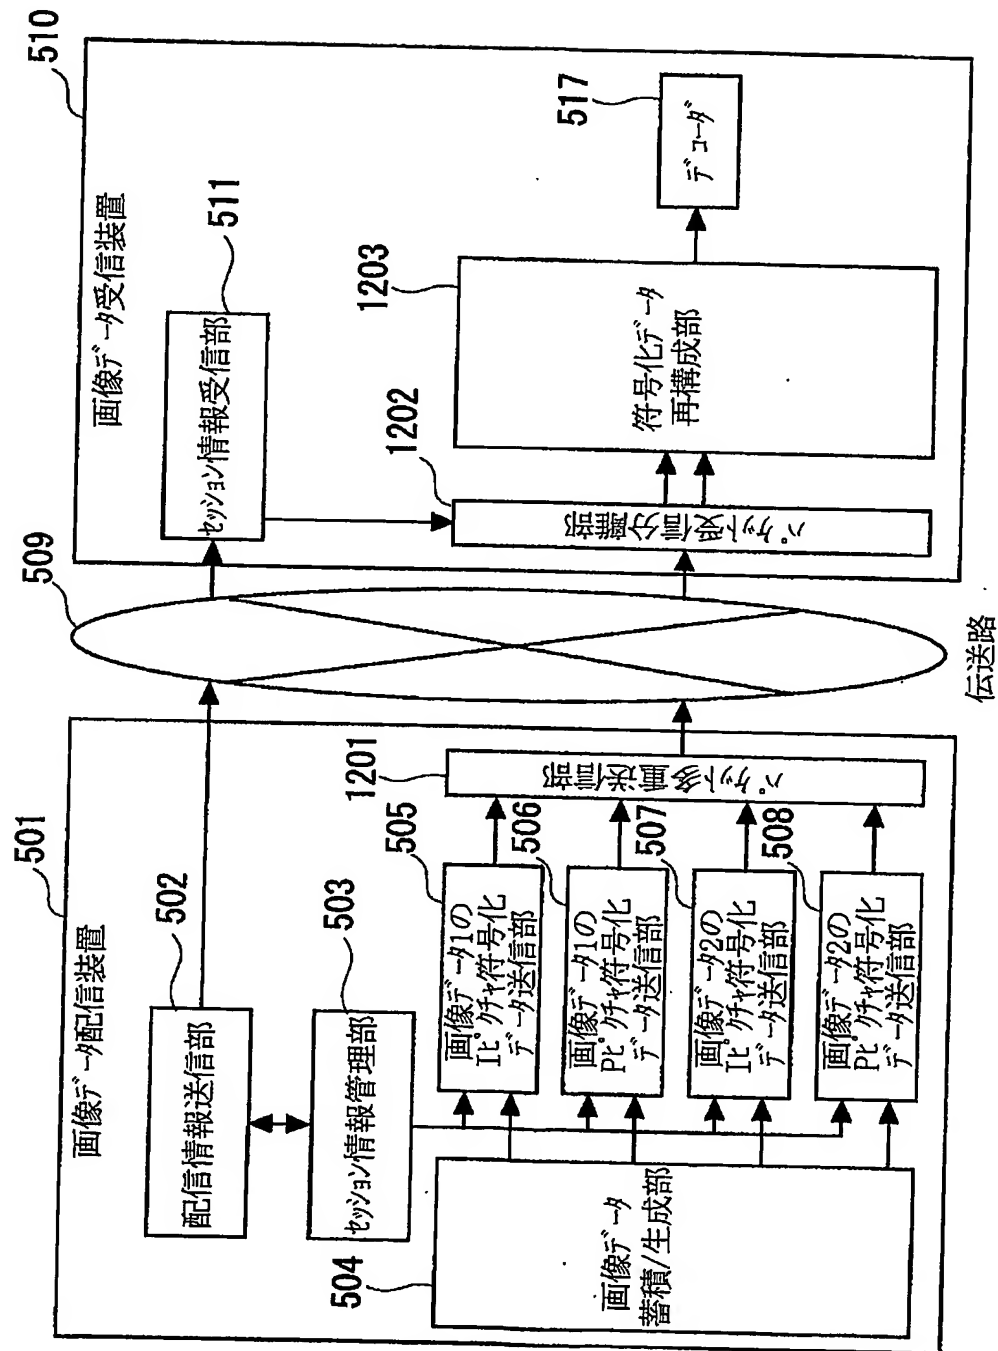 501
画像データ配信装置
502
配信情報送信部
503
セッション情報管理部
504
画像データ
蓄積/生成部
505
画像データ1の
Iピクチャ符号化
データ送信部
506
画像データ1の
Pピクチャ符号化
データ送信部
507
画像データ2の
Iピクチャ符号化
データ送信部
508
画像データ2の
Pピクチャ符号化
データ送信部
1201
パケット多重送信部
509
伝送路
510
画像データ受信装置
511
セッション情報受信部
1202
パケット受信分離部
1203
符号化データ
再構成部
517
デコーダ